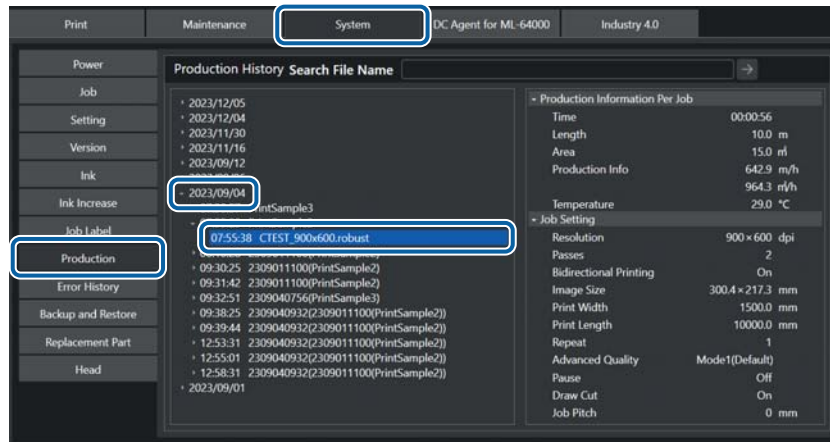 Print Maintenance System DC Agent for ML-64000 Industry 4.0
Power
Job
Setting
Version
Ink
Ink Increase
Job Label
Production
Error History
Backup and Restore
Replacement Part
Head
Production History Search File Name
2023/12/05
2023/12/04
2023/11/30
2023/11/16
2023/09/12
2023/09/04
PrintSample3
07:55:38 CTEST_900x600.robust
09:30:25 2309011100(PrintSample2)
09:31:42 2309011100(PrintSample2)
09:32:51 2309040756(PrintSample3)
09:38:25 2309040932(2309011100(PrintSample2))
09:39:44 2309040932(2309011100(PrintSample2))
12:53:31 2309040932(2309011100(PrintSample2))
12:55:01 2309040932(2309011100(PrintSample2))
12:58:31 2309040932(2309011100(PrintSample2))
2023/09/01
Production Information Per Job
Time 00:00:56
Length 10.0 m
Area 15.0 ㎡
Production Info 642.9 m/h
964.3 ㎡/h
Temperature 29.0 °C
Job Setting
Resolution 900×600 dpi
Passes 2
Bidirectional Printing On
Image Size 300.4×217.3 mm
Print Width 1500.0 mm
Print Length 10000.0 mm
Repeat 1
Advanced Quality Mode1(Default)
Pause Off
Draw Cut On
Job Pitch 0 mm